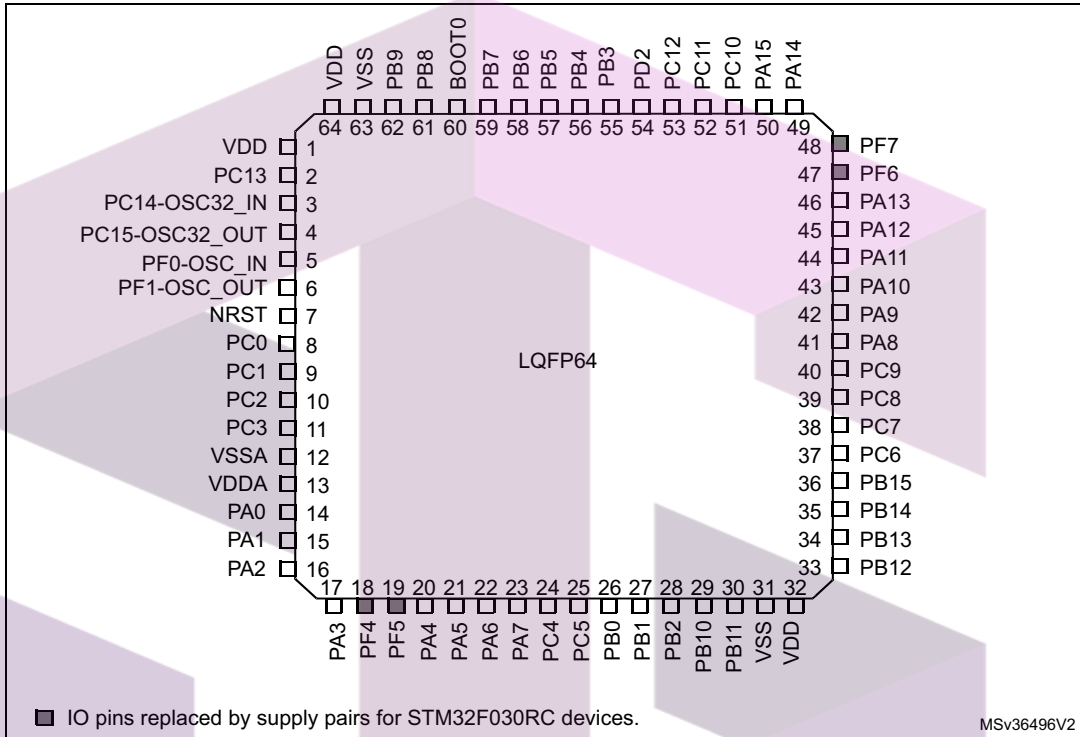 VDD VSS PB9 PB8 BOOT0 PB7 PB6 PB5 PB4 PB3 PD2 PC12 PC11 PC10 PA15 PA14
64 63 62 61 60 59 58 57 56 55 54 53 52 51 50 49
VDD 1 48 PF7
PC13 2 47 PF6
PC14-OSC32_IN 3 46 PA13
PC15-OSC32_OUT 4 45 PA12
PF0-OSC_IN 5 44 PA11
PF1-OSC_OUT 6 43 PA10
NRST 7 42 PA9
PC0 8 41 PA8
LQFP64
PC1 9 40 PC9
PC2 10 39 PC8
PC3 11 38 PC7
VSSA 12 37 PC6
VDDA 13 36 PB15
PA0 14 35 PB14
PA1 15 34 PB13
PA2 16 33 PB12
17 18 19 20 21 22 23 24 25 26 27 28 29 30 31 32
PA3 PF4 PF5 PA4 PA5 PA6 PA7 PC4 PC5 PB0 PB1 PB2 PB10 PB11 VSS VDD
IO pins replaced by supply pairs for STM32F030RC devices.
MSv36496V2